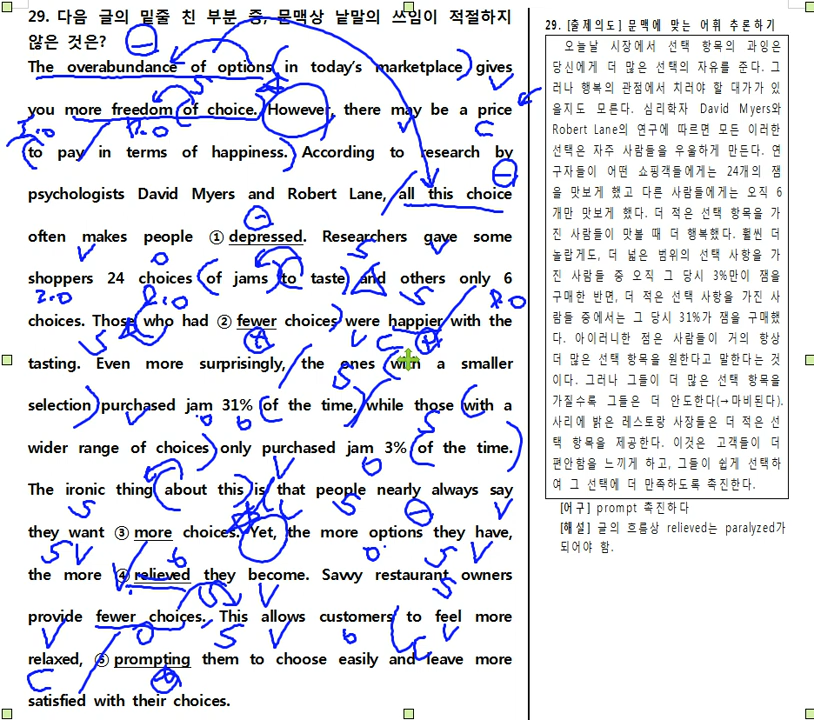 29. 다음 글의 밑줄 친 부분 중, 문맥상 낱말의 쓰임이 적절하지
않은 것은?
The overabundance of options in today's marketplace gives
you more freedom of choice. However, there may be a price
to pay in terms of happiness. According to research by
psychologists David Myers and Robert Lane, all this choice
often makes people ① depressed. Researchers gave some
shoppers 24 choices of jams to taste and others only 6
choices. Those who had ② fewer choices were happier with the
tasting. Even more surprisingly, the ones with a smaller
selection purchased jam 31% of the time, while those with a
wider range of choices only purchased jam 3% of the time.
The ironic thing about this is that people nearly always say
they want ③ more choices. Yet, the more options they have,
the more ④ relieved they become. Savvy restaurant owners
provide fewer choices. This allows customers to feel more
relaxed, ⑤ prompting them to choose easily and leave more
satisfied with their choices.
29. [출제의도] 문맥에 맞는 어휘 추론하기
오늘날 시장에서 선택 항목의 과잉은
당신에게 더 많은 선택의 자유를 준다. 그
러나 행복의 관점에서 치러야 할 대가가 있
을지도 모른다. 심리학자 David Myers와
Robert Lane의 연구에 따르면 모든 이러한
선택은 자주 사람들을 우울하게 만든다. 연
구자들이 어떤 쇼핑객들에게는 24개의 잼
을 맛보게 했고 다른 사람들에게는 오직 6
개만 맛보게 했다. 더 적은 선택 항목을 가
진 사람들이 맛볼 때 더 행복했다. 훨씬 더
놀랍게도, 더 넓은 범위의 선택 사항을 가
진 사람들 중 오직 그 당시 3%만이 잼을
구매한 반면, 더 적은 선택 사항을 가진 사
람들 중에서는 그 당시 31%가 잼을 구매했
다. 아이러니한 점은 사람들이 거의 항상
더 많은 선택 항목을 원한다고 말한다는 것
이다. 그러나 그들이 더 많은 선택 항목을
가질수록 그들은 더 안도한다(→마비된다).
사리에 밝은 레스토랑 사장들은 더 적은 선
택 항목을 제공한다. 이것은 고객들이 더
편안함을 느끼게 하고, 그들이 쉽게 선택하
여 그 선택에 더 만족하도록 촉진한다.
[어구] prompt 촉진하다
[해설] 글의 흐름상 relieved는 paralyzed가
되어야 함.